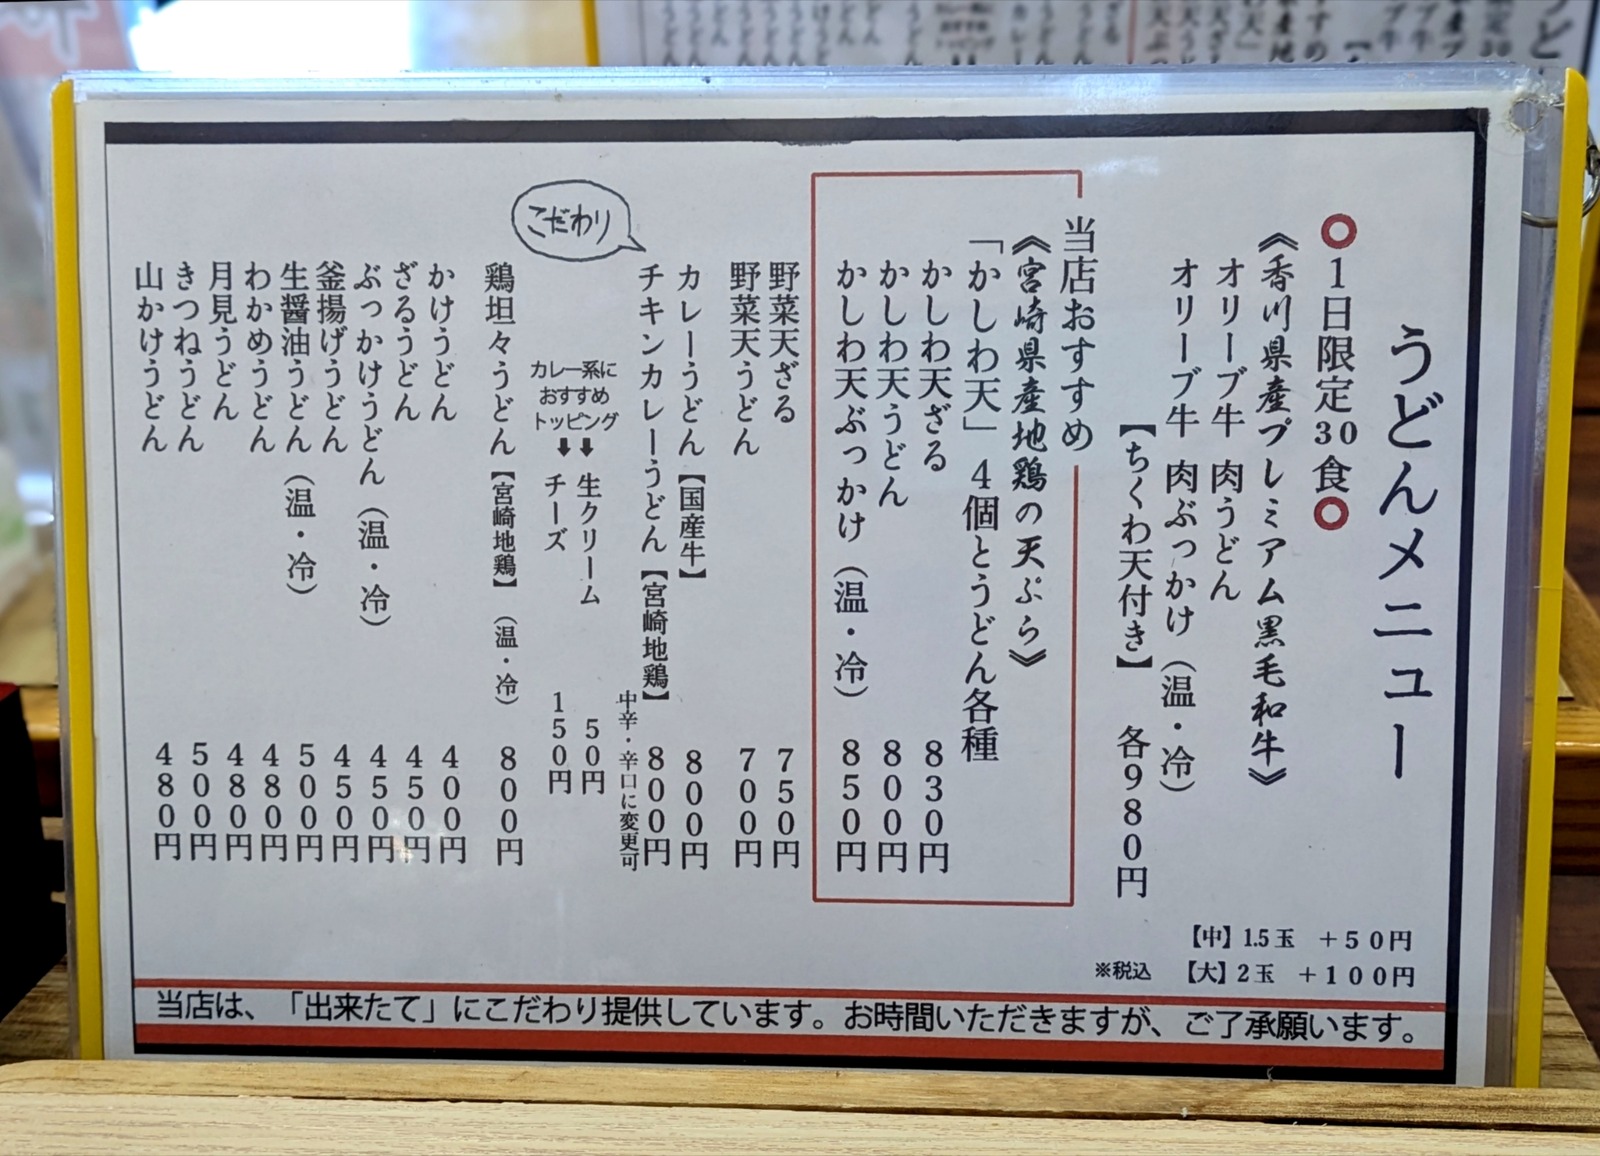 うどんメニュー
1日限定30食
《香川県産プレミアム黒毛和牛》
オリーブ牛 肉うどん
オリーブ牛 肉ぶっかけ（温・冷）
【ちくわ天付き】 各980円
当店おすすめ
《宮崎県産地鶏の天ぷら》
「かしわ天」4個とうどん各種
かしわ天ざる 830円
かしわ天うどん 800円
かしわ天ぶっかけ（温・冷） 850円
野菜天ざる 750円
野菜天うどん 700円
カレーうどん【国産牛】 800円
こだわり
チキンカレーうどん【宮崎地鶏】 800円
中辛・辛口に変更可
カレー系に
おすすめ
トッピング
➡生クリーム 50円
➡チーズ 150円
鶏坦々うどん【宮崎地鶏】（温・冷） 800円
かけうどん 400円
ざるうどん 450円
ぶっかけうどん（温・冷） 450円
釜揚げうどん 450円
生醤油うどん（温・冷） 500円
わかめうどん 480円
月見うどん 480円
きつねうどん 500円
山かけうどん 480円
【中】1.5玉 +50円
※税込 【大】2玉 +100円
当店は、「出来たて」にこだわり提供しています。お時間いただきますが、ご了承願います。